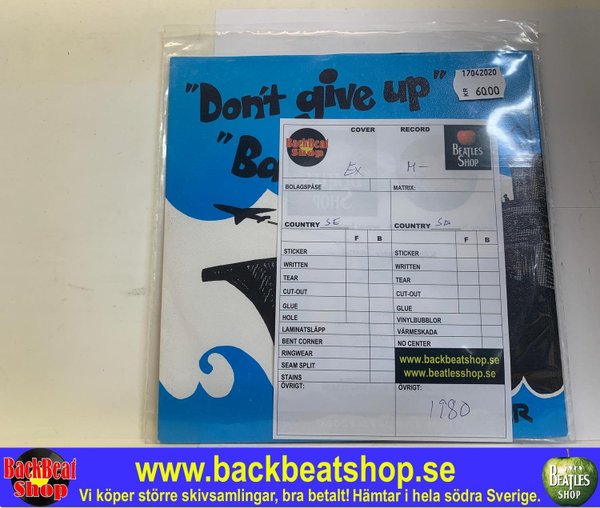 "Don't give up"
17042020
KR 60.00
"Ba
BackBeat Shop
COVER RECORD
BEATLES SHOP
Ex M-
BOLAGSPÅSE MATRIX:
COUNTRY SE COUNTRY
F B F B
STICKER STICKER
WRITTEN WRITTEN
TEAR TEAR
CUT-OUT CUT-OUT
GLUE GLUE
HOLE VINYLBUBBLOR
LAMINATSLÄPP VÄRMESKADA
BENT CORNER NO CENTER
RINGWEAR
SEAM SPLIT
STAINS
www.backbeatshop.se
www.beatlesshop.se
ÖVRIGT: ÖVRIGT:
1980
R
BackBeat Shop
www.backbeatshop.se
Vi köper större skivsamlingar, bra betalt! Hämtar i hela södra Sverige.
BEATLES SHOP